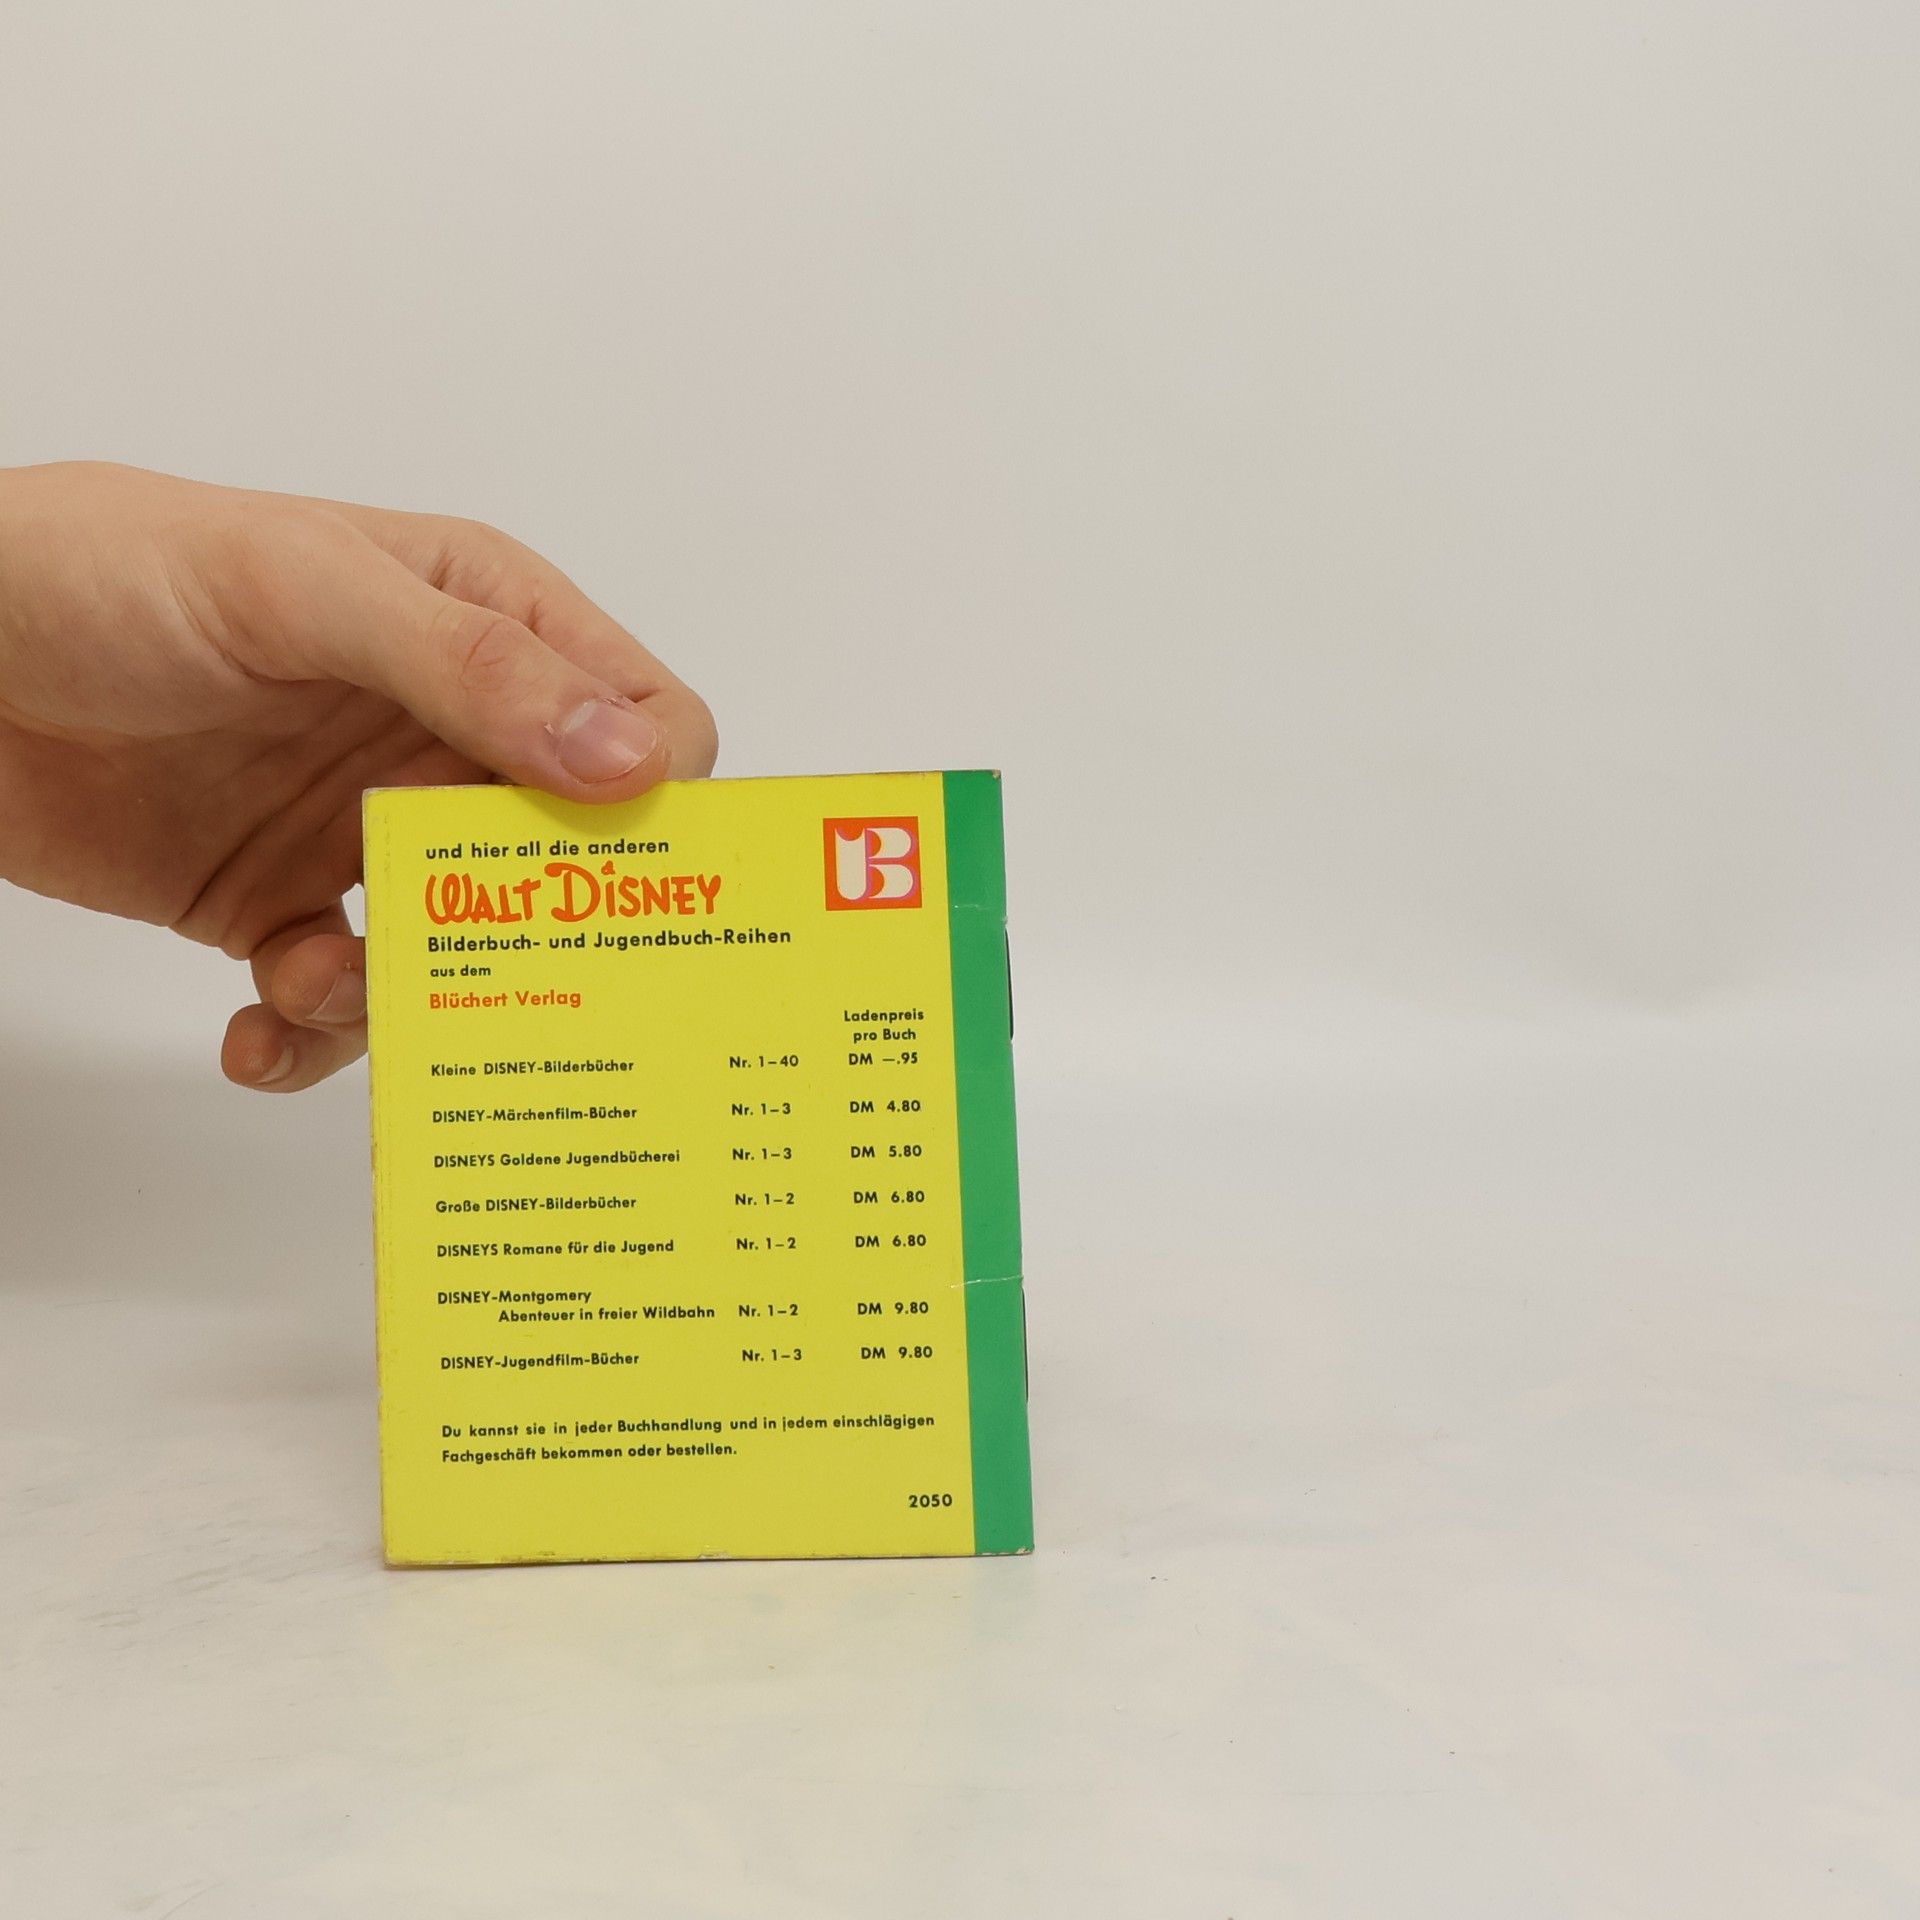 und hier all die anderen
WALT DISNEY
Bilderbuch- und Jugendbuch-Reihen
aus dem
Blüchert Verlag
B
Ladenpreis
pro Buch
Kleine DISNEY-Bilderbücher Nr. 1–40 DM —.95
DISNEY-Märchenfilm-Bücher Nr. 1–3 DM 4.80
DISNEYS Goldene Jugendbücherei Nr. 1–3 DM 5.80
Große DISNEY-Bilderbücher Nr. 1–2 DM 6.80
DISNEYS Romane für die Jugend Nr. 1–2 DM 6.80
DISNEY-Montgomery
Abenteuer in freier Wildbahn Nr. 1–2 DM 9.80
DISNEY-Jugendfilm-Bücher Nr. 1–3 DM 9.80
Du kannst sie in jeder Buchhandlung und in jedem einschlägigen
Fachgeschäft bekommen oder bestellen.
2050